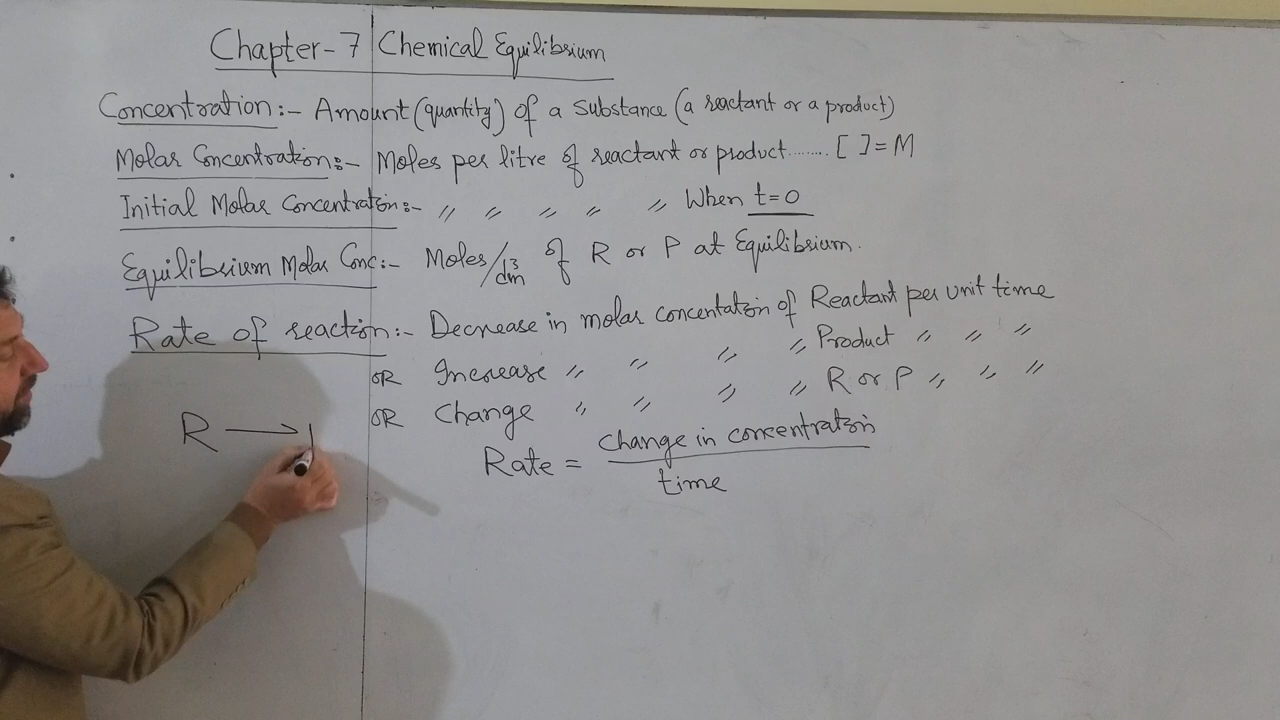 Chapter-7 Chemical Equilibrium
Concentration:- Amount (quantity) of a substance (a reactant or a product)
Molar Concentration:- Moles per litre of reactant or product........ [ ] = M
Initial Molar Concentration:- " " " " " When t=0
Equilibrium Molar Conc:- Moles/dm³ of R or P at Equilibrium.
Rate of reaction:- Decrease in molar concentation of Reactant per unit time
OR Increase " " " " Product " " "
OR Change " " " " R or P " " "
Rate = change in concentration / time
R ⟶